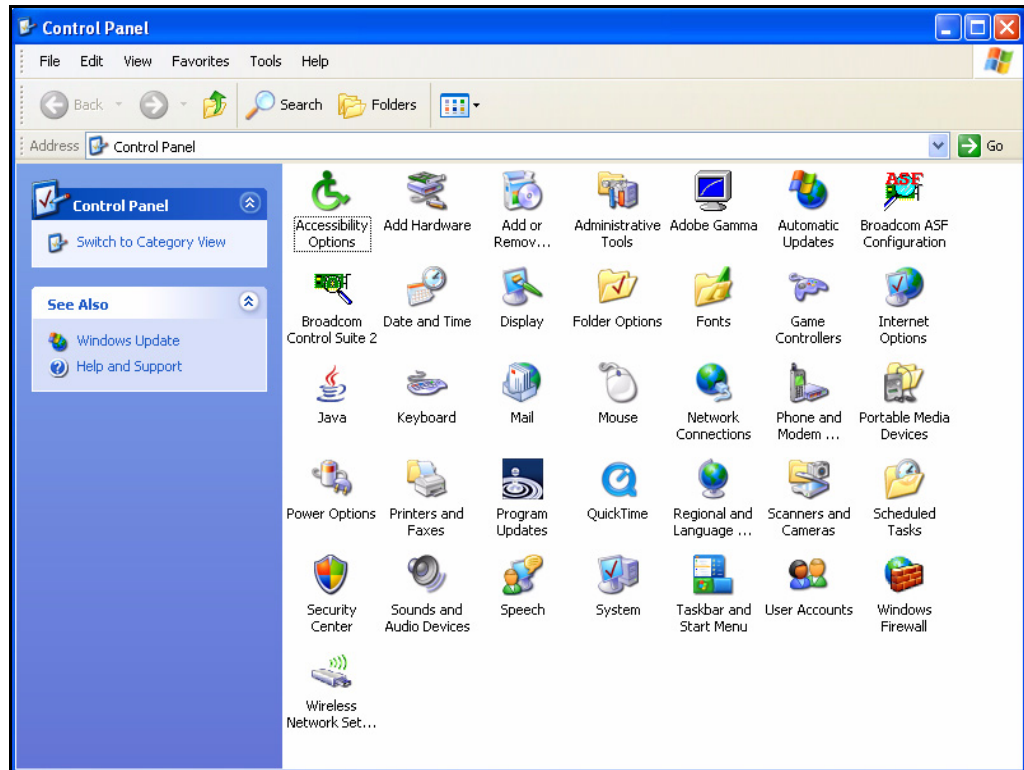 Control Panel
File Edit View Favorites Tools Help
Back Search Folders
Address Control Panel Go
Control Panel
Switch to Category View
See Also
Windows Update
Help and Support
Accessibility Options
Add Hardware
Add or Remov...
Administrative Tools
Adobe Gamma
Automatic Updates
ASF
Broadcom ASF Configuration
Broadcom Control Suite 2
Date and Time
Display
Folder Options
Fonts
Game Controllers
Internet Options
Java
Keyboard
Mail
Mouse
Network Connections
Phone and Modem ...
Portable Media Devices
Power Options
Printers and Faxes
Program Updates
QuickTime
Regional and Language ...
Scanners and Cameras
Scheduled Tasks
Security Center
Sounds and Audio Devices
Speech
System
Taskbar and Start Menu
User Accounts
Windows Firewall
Wireless Network Set...